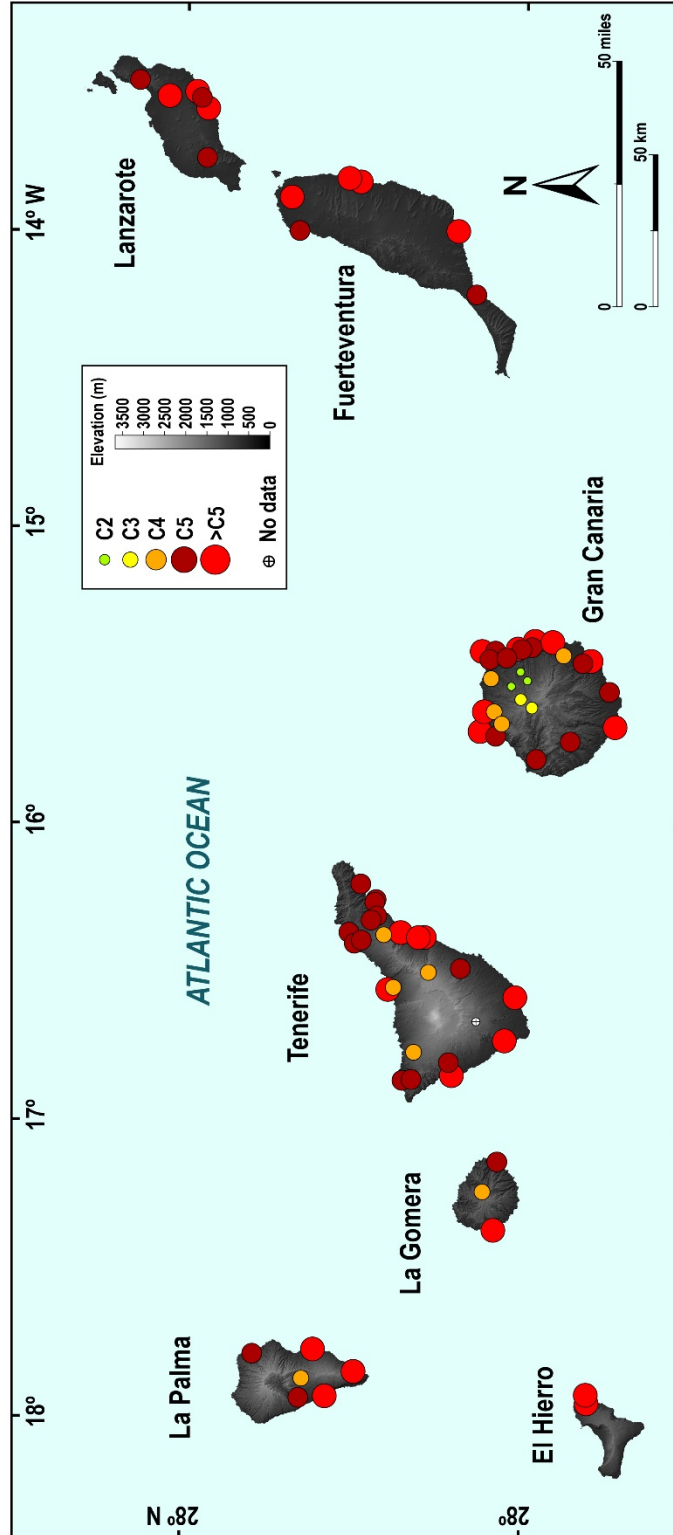 18º
17º
16º
15º
14º W
28º N
28º
La Palma
El Hierro
La Gomera
Tenerife
ATLANTIC OCEAN
Gran Canaria
Fuerteventura
Lanzarote
C2
C3
C4
C5
>C5
No data
Elevation (m)
3500
3000
2500
2000
1500
1000
500
0
N
0 50 miles
0 50 km